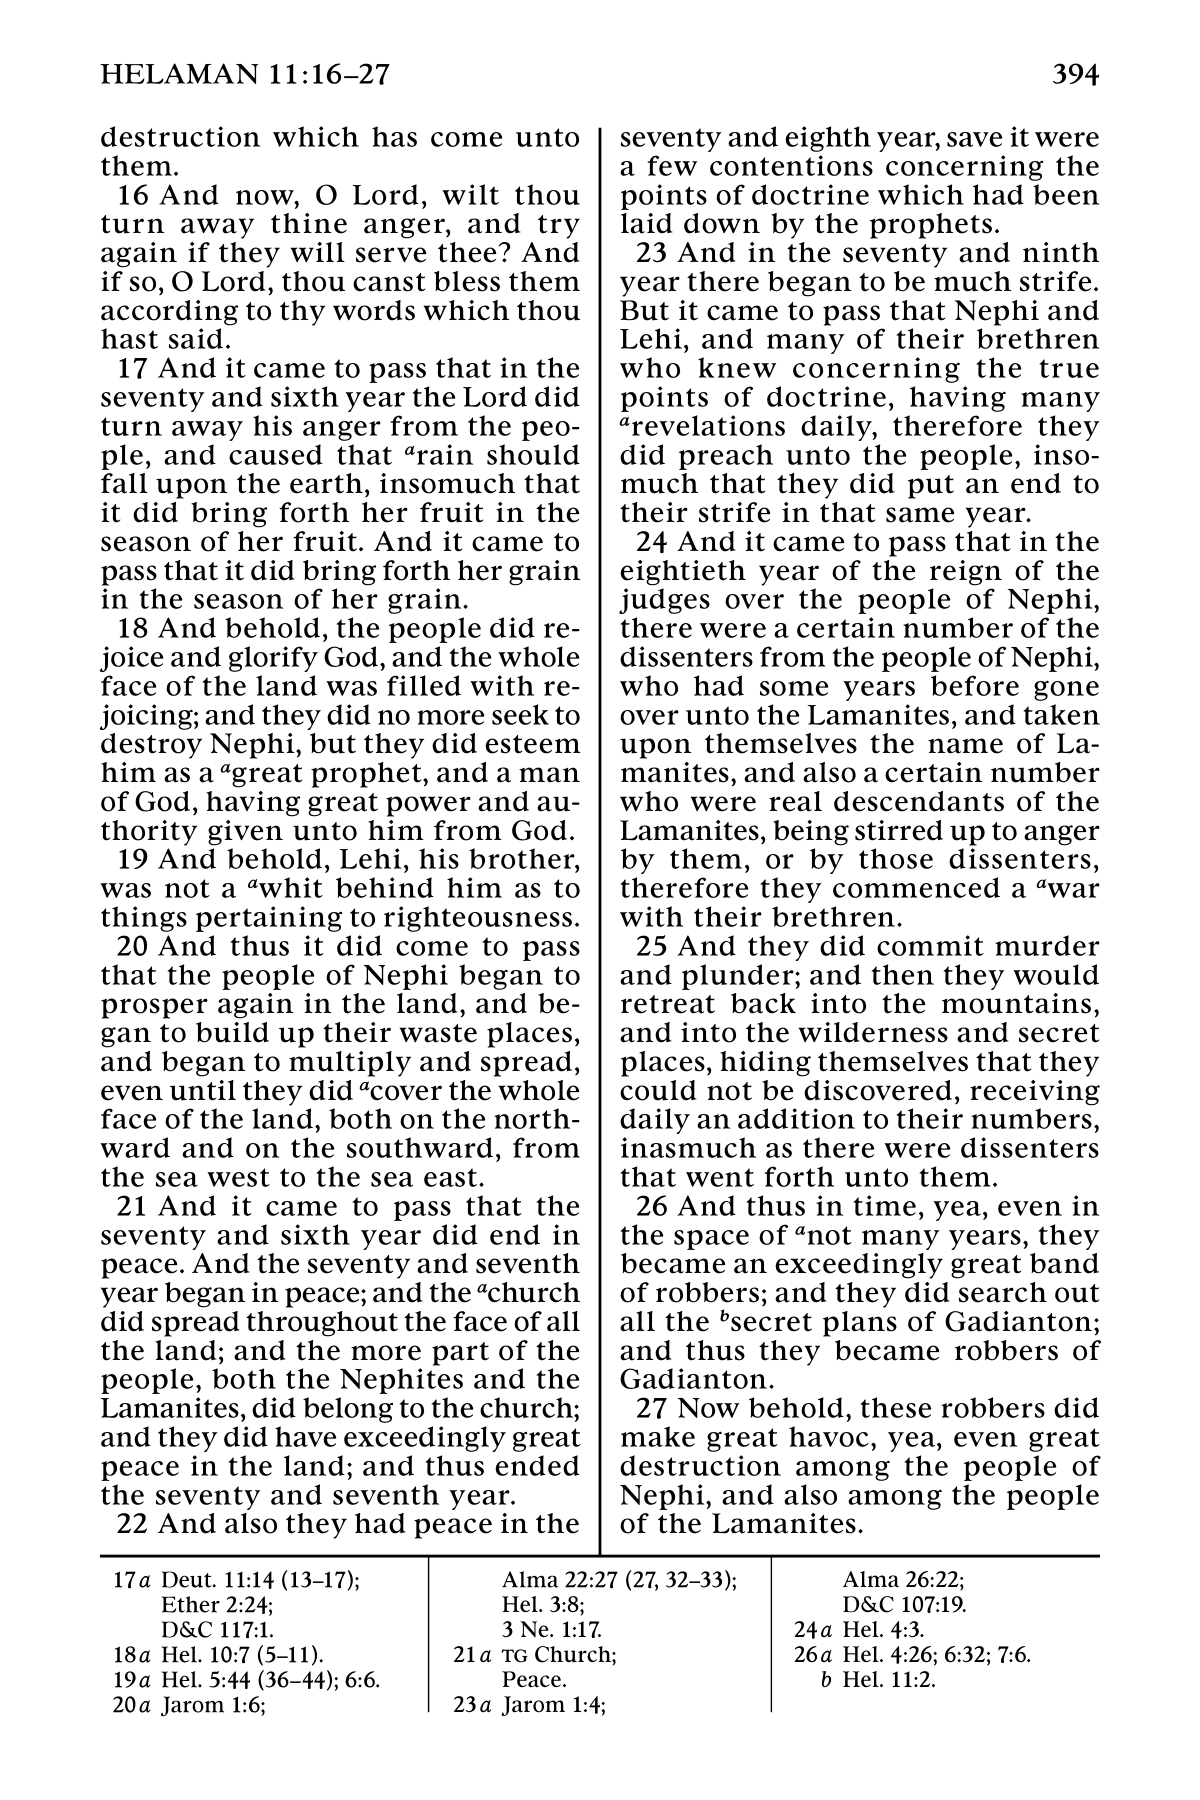 HELAMAN 11:16–27
394
destruction which has come unto
them.
16 And now, O Lord, wilt thou
turn away thine anger, and try
again if they will serve thee? And
if so, O Lord, thou canst bless them
according to thy words which thou
hast said.
17 And it came to pass that in the
seventy and sixth year the Lord did
turn away his anger from the peo-
ple, and caused that arain should
fall upon the earth, insomuch that
it did bring forth her fruit in the
season of her fruit. And it came to
pass that it did bring forth her grain
in the season of her grain.
18 And behold, the people did re-
joice and glorify God, and the whole
face of the land was filled with re-
joicing; and they did no more seek to
destroy Nephi, but they did esteem
him as a agreat prophet, and a man
of God, having great power and au-
thority given unto him from God.
19 And behold, Lehi, his brother,
was not a awhit behind him as to
things pertaining to righteousness.
20 And thus it did come to pass
that the people of Nephi began to
prosper again in the land, and be-
gan to build up their waste places,
and began to multiply and spread,
even until they did acover the whole
face of the land, both on the north-
ward and on the southward, from
the sea west to the sea east.
21 And it came to pass that the
seventy and sixth year did end in
peace. And the seventy and seventh
year began in peace; and the achurch
did spread throughout the face of all
the land; and the more part of the
people, both the Nephites and the
Lamanites, did belong to the church;
and they did have exceedingly great
peace in the land; and thus ended
the seventy and seventh year.
22 And also they had peace in the
seventy and eighth year, save it were
a few contentions concerning the
points of doctrine which had been
laid down by the prophets.
23 And in the seventy and ninth
year there began to be much strife.
But it came to pass that Nephi and
Lehi, and many of their brethren
who knew concerning the true
points of doctrine, having many
arevelations daily, therefore they
did preach unto the people, inso-
much that they did put an end to
their strife in that same year.
24 And it came to pass that in the
eightieth year of the reign of the
judges over the people of Nephi,
there were a certain number of the
dissenters from the people of Nephi,
who had some years before gone
over unto the Lamanites, and taken
upon themselves the name of La-
manites, and also a certain number
who were real descendants of the
Lamanites, being stirred up to anger
by them, or by those dissenters,
therefore they commenced a awar
with their brethren.
25 And they did commit murder
and plunder; and then they would
retreat back into the mountains,
and into the wilderness and secret
places, hiding themselves that they
could not be discovered, receiving
daily an addition to their numbers,
inasmuch as there were dissenters
that went forth unto them.
26 And thus in time, yea, even in
the space of anot many years, they
became an exceedingly great band
of robbers; and they did search out
all the bsecret plans of Gadianton;
and thus they became robbers of
Gadianton.
27 Now behold, these robbers did
make great havoc, yea, even great
destruction among the people of
Nephi, and also among the people
of the Lamanites.
17a Deut. 11:14 (13–17);
Ether 2:24;
D&C 117:1.
18a Hel. 10:7 (5–11).
19a Hel. 5:44 (36–44); 6:6.
20a Jarom 1:6;
Alma 22:27 (27, 32–33);
Hel. 3:8;
3 Ne. 1:17.
21a TG Church;
Peace.
23a Jarom 1:4;
Alma 26:22;
D&C 107:19.
24a Hel. 4:3.
26a Hel. 4:26; 6:32; 7:6.
b Hel. 11:2.